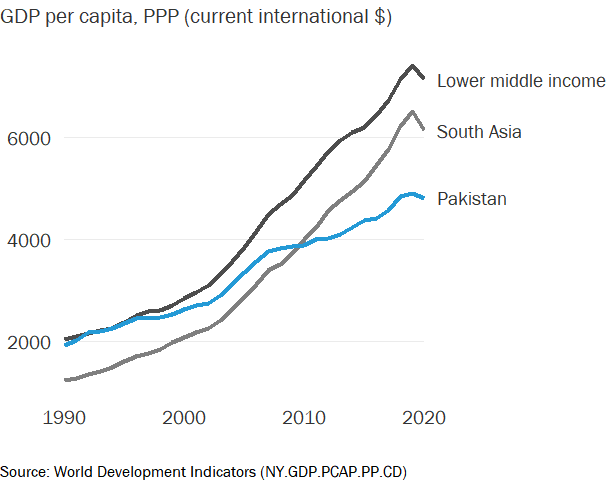 GDP per capita, PPP (current international $)
Lower middle income
6000
South Asia
Pakistan
4000
2000
1990 2000 2010 2020
Source: World Development Indicators (NY.GDP.PCAP.PP.CD)